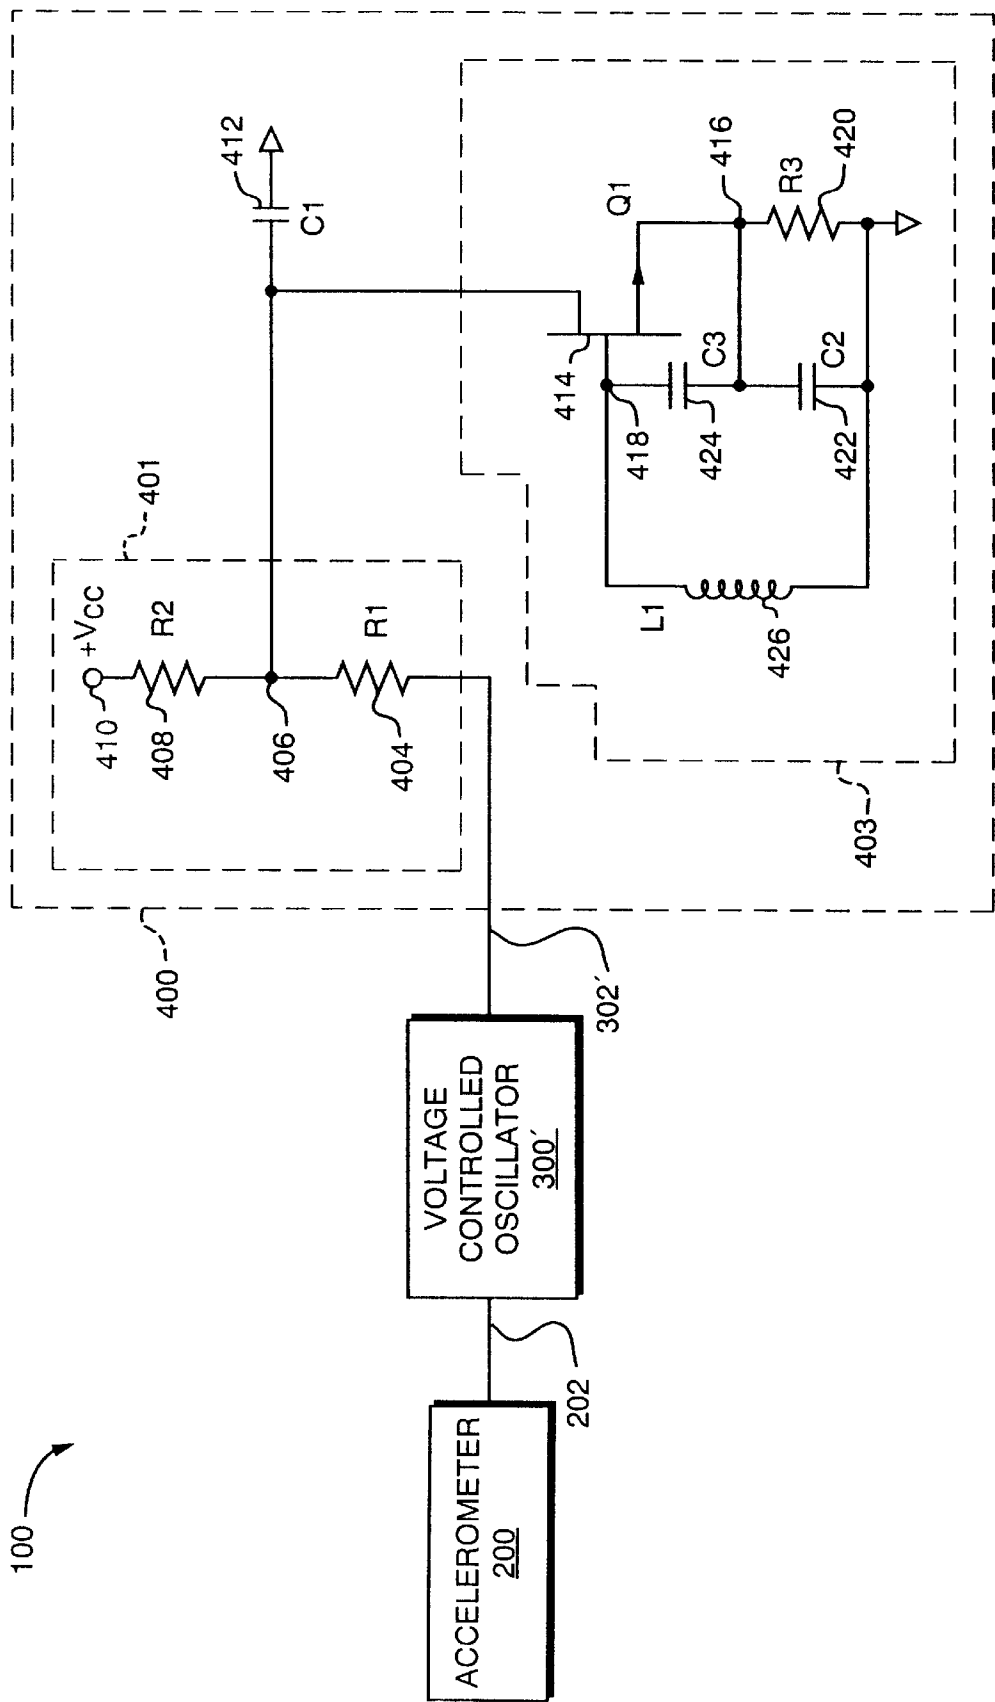 100
ACCELEROMETER
200
202
VOLTAGE
CONTROLLED
OSCILLATOR
300′
302′
400
401
+VCC
410
R2
408
406
R1
404
412
C1
403
414
Q1
416
418
C3
424
R3
420
C2
422
L1
426